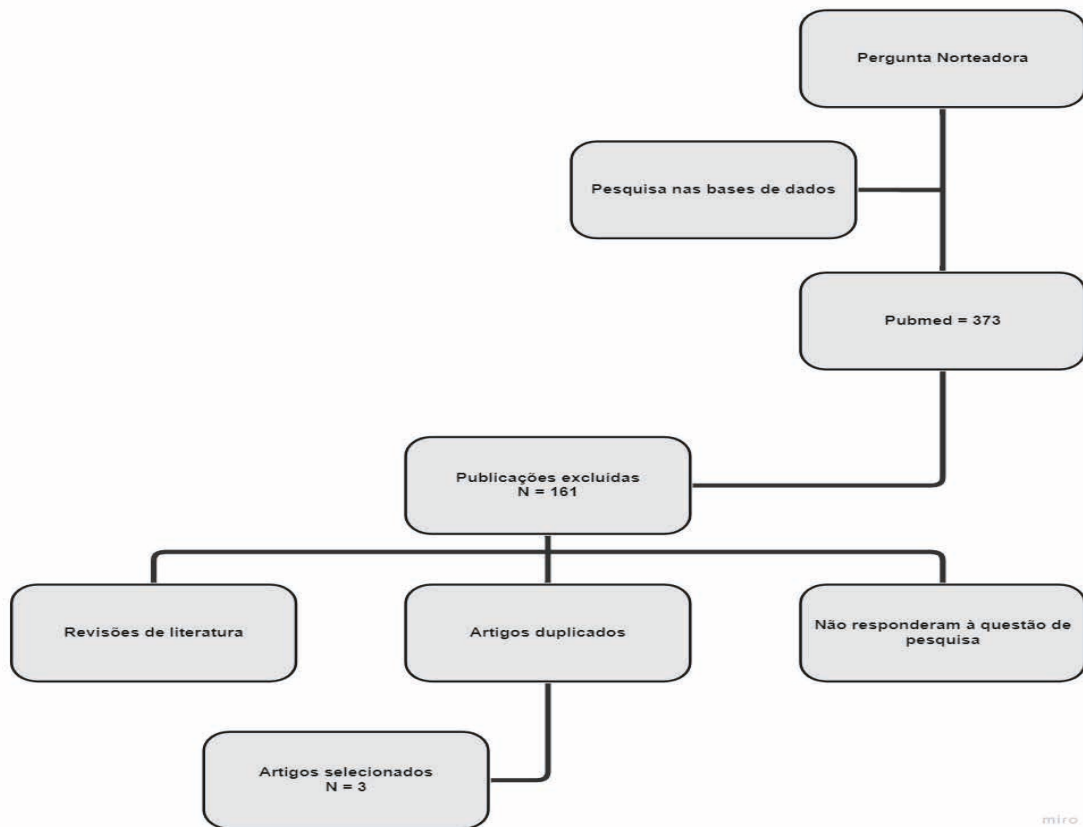 Pergunta Norteadora
Pesquisa nas bases de dados
Pubmed = 373
Publicações excluídas
N = 161
Revisões de literatura
Artigos duplicados
Não responderam à questão de
pesquisa
Artigos selecionados
N = 3
miro